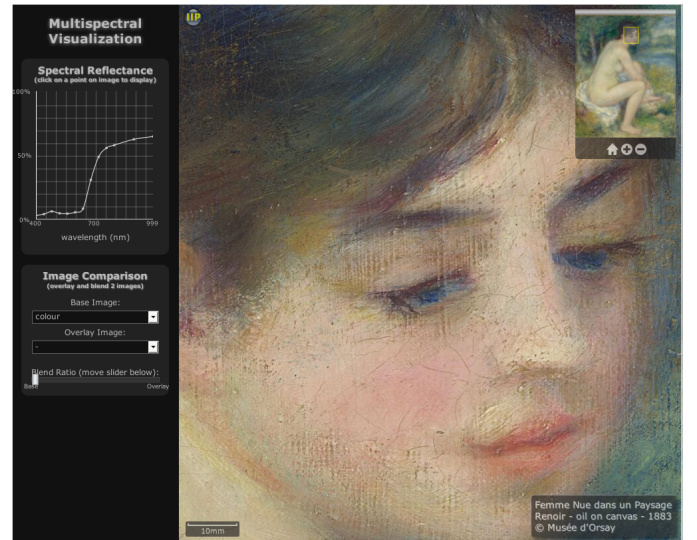 Multispectral
Visualization
Spectral Reflectance
(click on a point on image to display)
100%
50%
0%
400 700 999
wavelength (nm)
Image Comparison
(overlay and blend 2 images)
Base Image:
colour
Overlay Image:
-
Blend Ratio (move slider below):
Base Overlay
IIP
10mm
Femme Nue dans un Paysage
Renoir - oil on canvas - 1883
© Musée d'Orsay